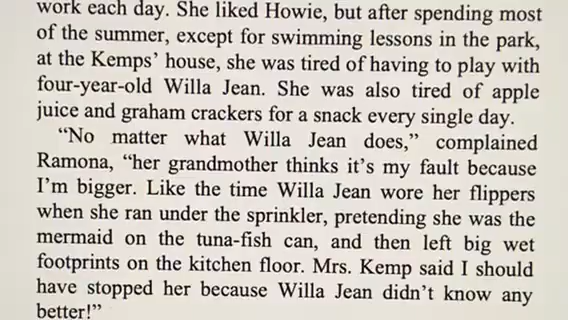 work each day. She liked Howie, but after spending most
of the summer, except for swimming lessons in the park,
at the Kemps’ house, she was tired of having to play with
four-year-old Willa Jean. She was also tired of apple
juice and graham crackers for a snack every single day.
“No matter what Willa Jean does,” complained
Ramona, “her grandmother thinks it’s my fault because
I’m bigger. Like the time Willa Jean wore her flippers
when she ran under the sprinkler, pretending she was the
mermaid on the tuna-fish can, and then left big wet
footprints on the kitchen floor. Mrs. Kemp said I should
have stopped her because Willa Jean didn’t know any
better!”